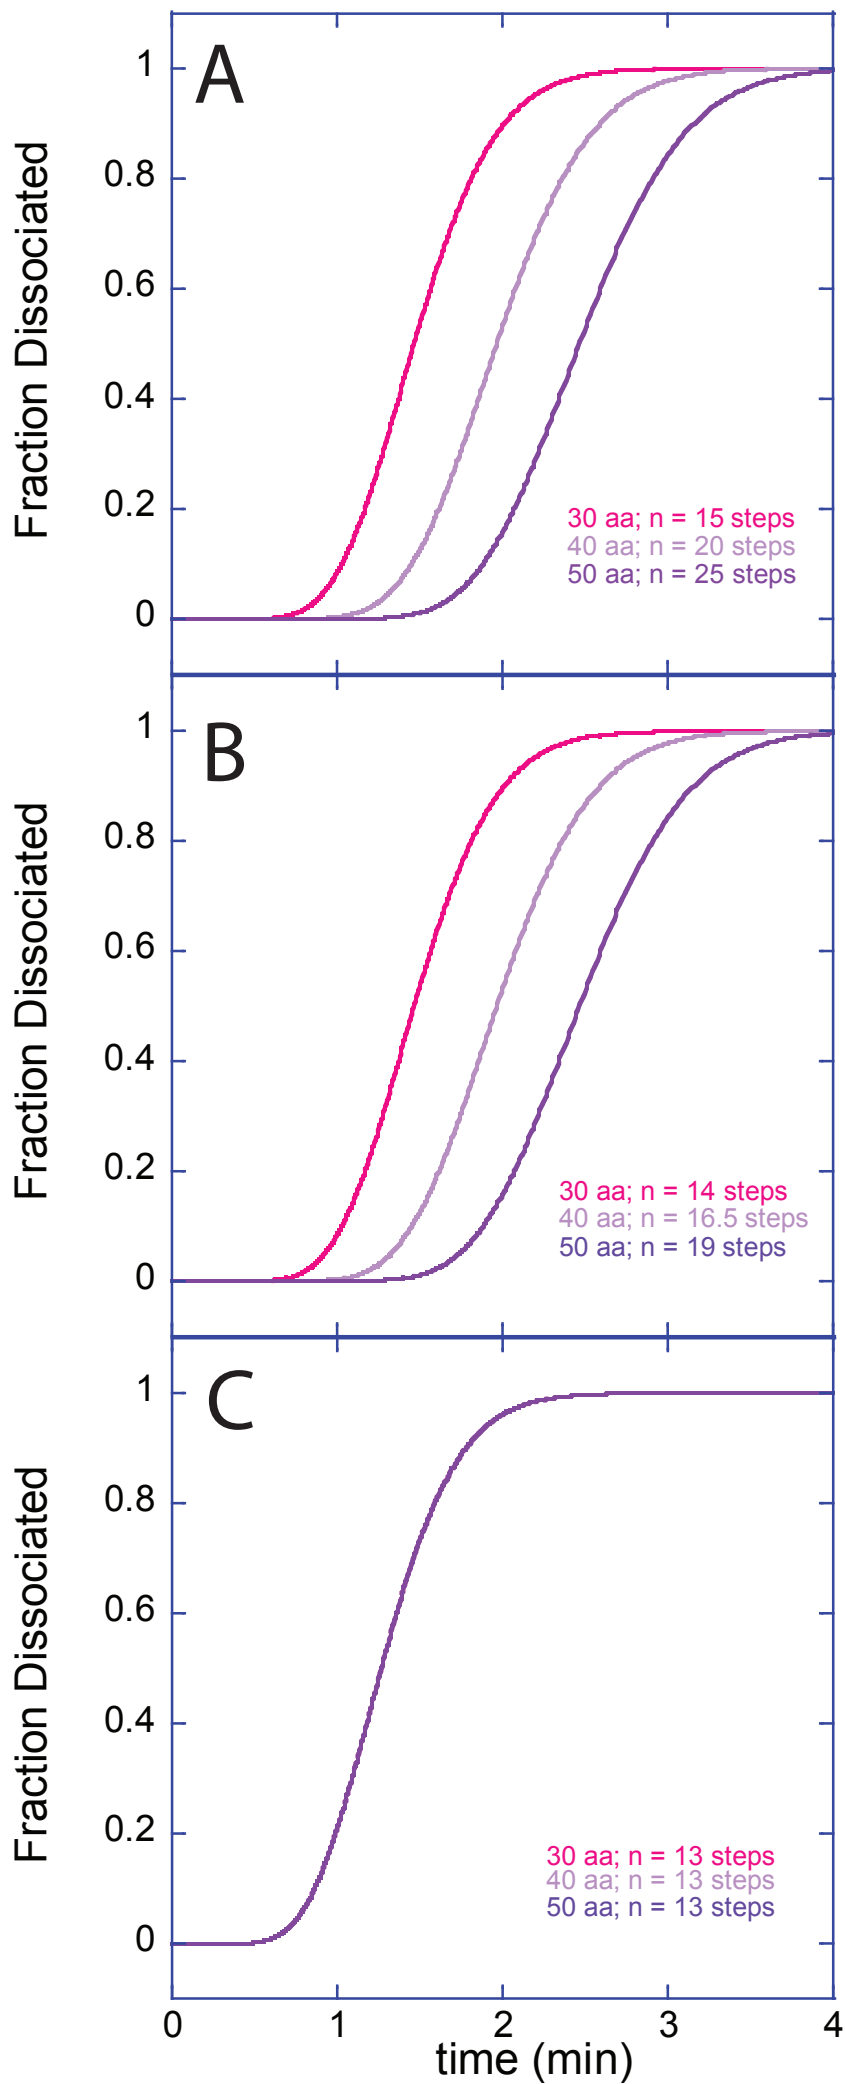 A
Fraction Dissociated
1
0.8
0.6
0.4
0.2
0
30 aa; n = 15 steps
40 aa; n = 20 steps
50 aa; n = 25 steps
B
Fraction Dissociated
1
0.8
0.6
0.4
0.2
0
30 aa; n = 14 steps
40 aa; n = 16.5 steps
50 aa; n = 19 steps
C
Fraction Dissociated
1
0.8
0.6
0.4
0.2
0
30 aa; n = 13 steps
40 aa; n = 13 steps
50 aa; n = 13 steps
0 1 2 3 4
time (min)